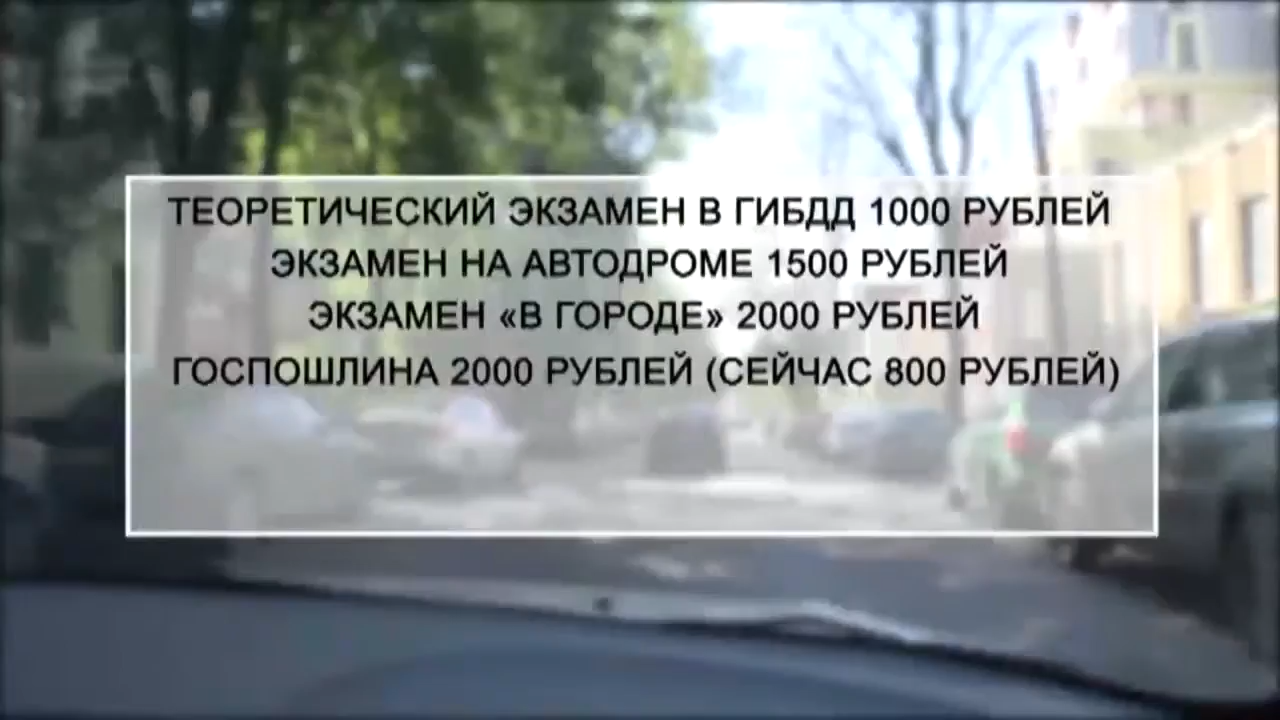 ТЕОРЕТИЧЕСКИЙ ЭКЗАМЕН В ГИБДД 1000 РУБЛЕЙ
ЭКЗАМЕН НА АВТОДРОМЕ 1500 РУБЛЕЙ
ЭКЗАМЕН «В ГОРОДЕ» 2000 РУБЛЕЙ
ГОСПОШЛИНА 2000 РУБЛЕЙ (СЕЙЧАС 800 РУБЛЕЙ)